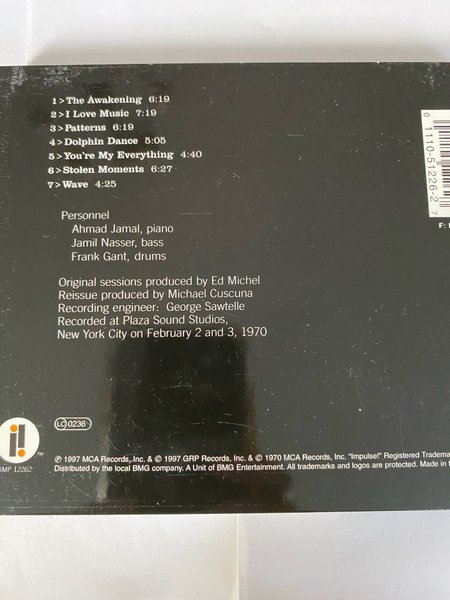 1 > The Awakening 6:19
2 > I Love Music 7:19
3 > Patterns 6:19
4 > Dolphin Dance 5:05
5 > You're My Everything 4:40
6 > Stolen Moments 6:27
7 > Wave 4:25
Personnel
Ahmad Jamal, piano
Jamil Nasser, bass
Frank Gant, drums
Original sessions produced by Ed Michel
Reissue produced by Michael Cuscuna
Recording engineer: George Sawtelle
Recorded at Plaza Sound Studios,
New York City on February 2 and 3, 1970
0 11110-51226-2 7
F:
LC 0236
i! TM
IMP 12262
℗ 1997 MCA Records, Inc. & © 1997 GRP Records, Inc. & © 1970 MCA Records, Inc. "Impulse!" Registered
Distributed by the local BMG company. A Unit of BMG Entertainment. All trademarks and logos are protected. Made in